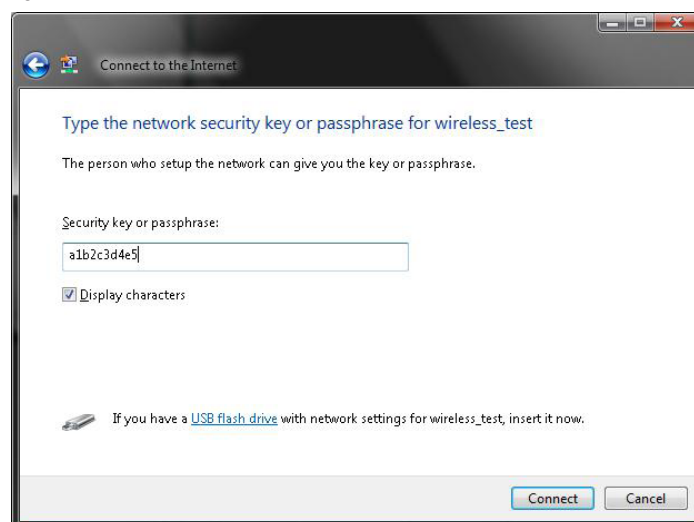 Connect to the Internet
Type the network security key or passphrase for wireless_test
The person who setup the network can give you the key or passphrase.
Security key or passphrase:
a1b2c3d4e5
Display characters
If you have a USB flash drive with network settings for wireless_test, insert it now.
Connect Cancel